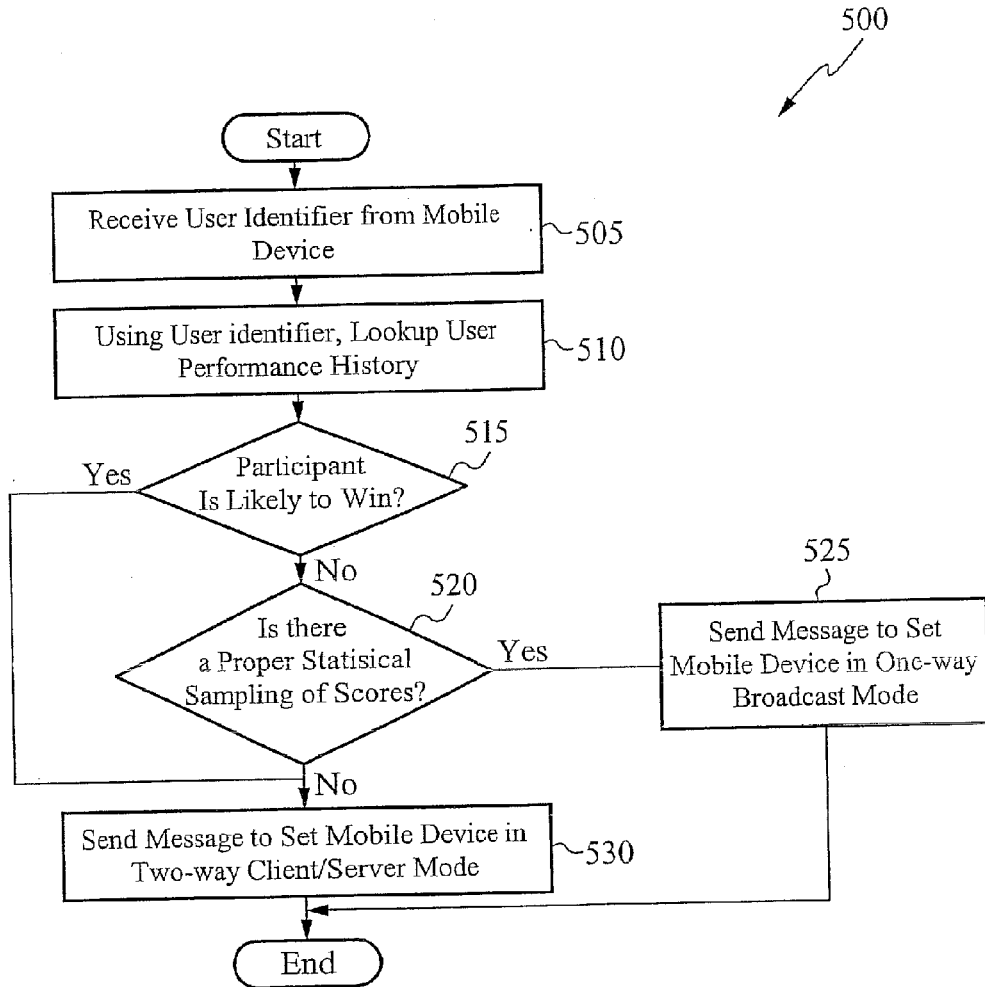 500
Start
Receive User Identifier from Mobile
Device
505
Using User identifier, Lookup User
Performance History
510
515
Yes
Participant
Is Likely to Win?
No
520
525
Is there
a Proper Statisical
Sampling of Scores?
Yes
Send Message to Set
Mobile Device in One-way
Broadcast Mode
No
Send Message to Set Mobile Device in
Two-way Client/Server Mode
530
End